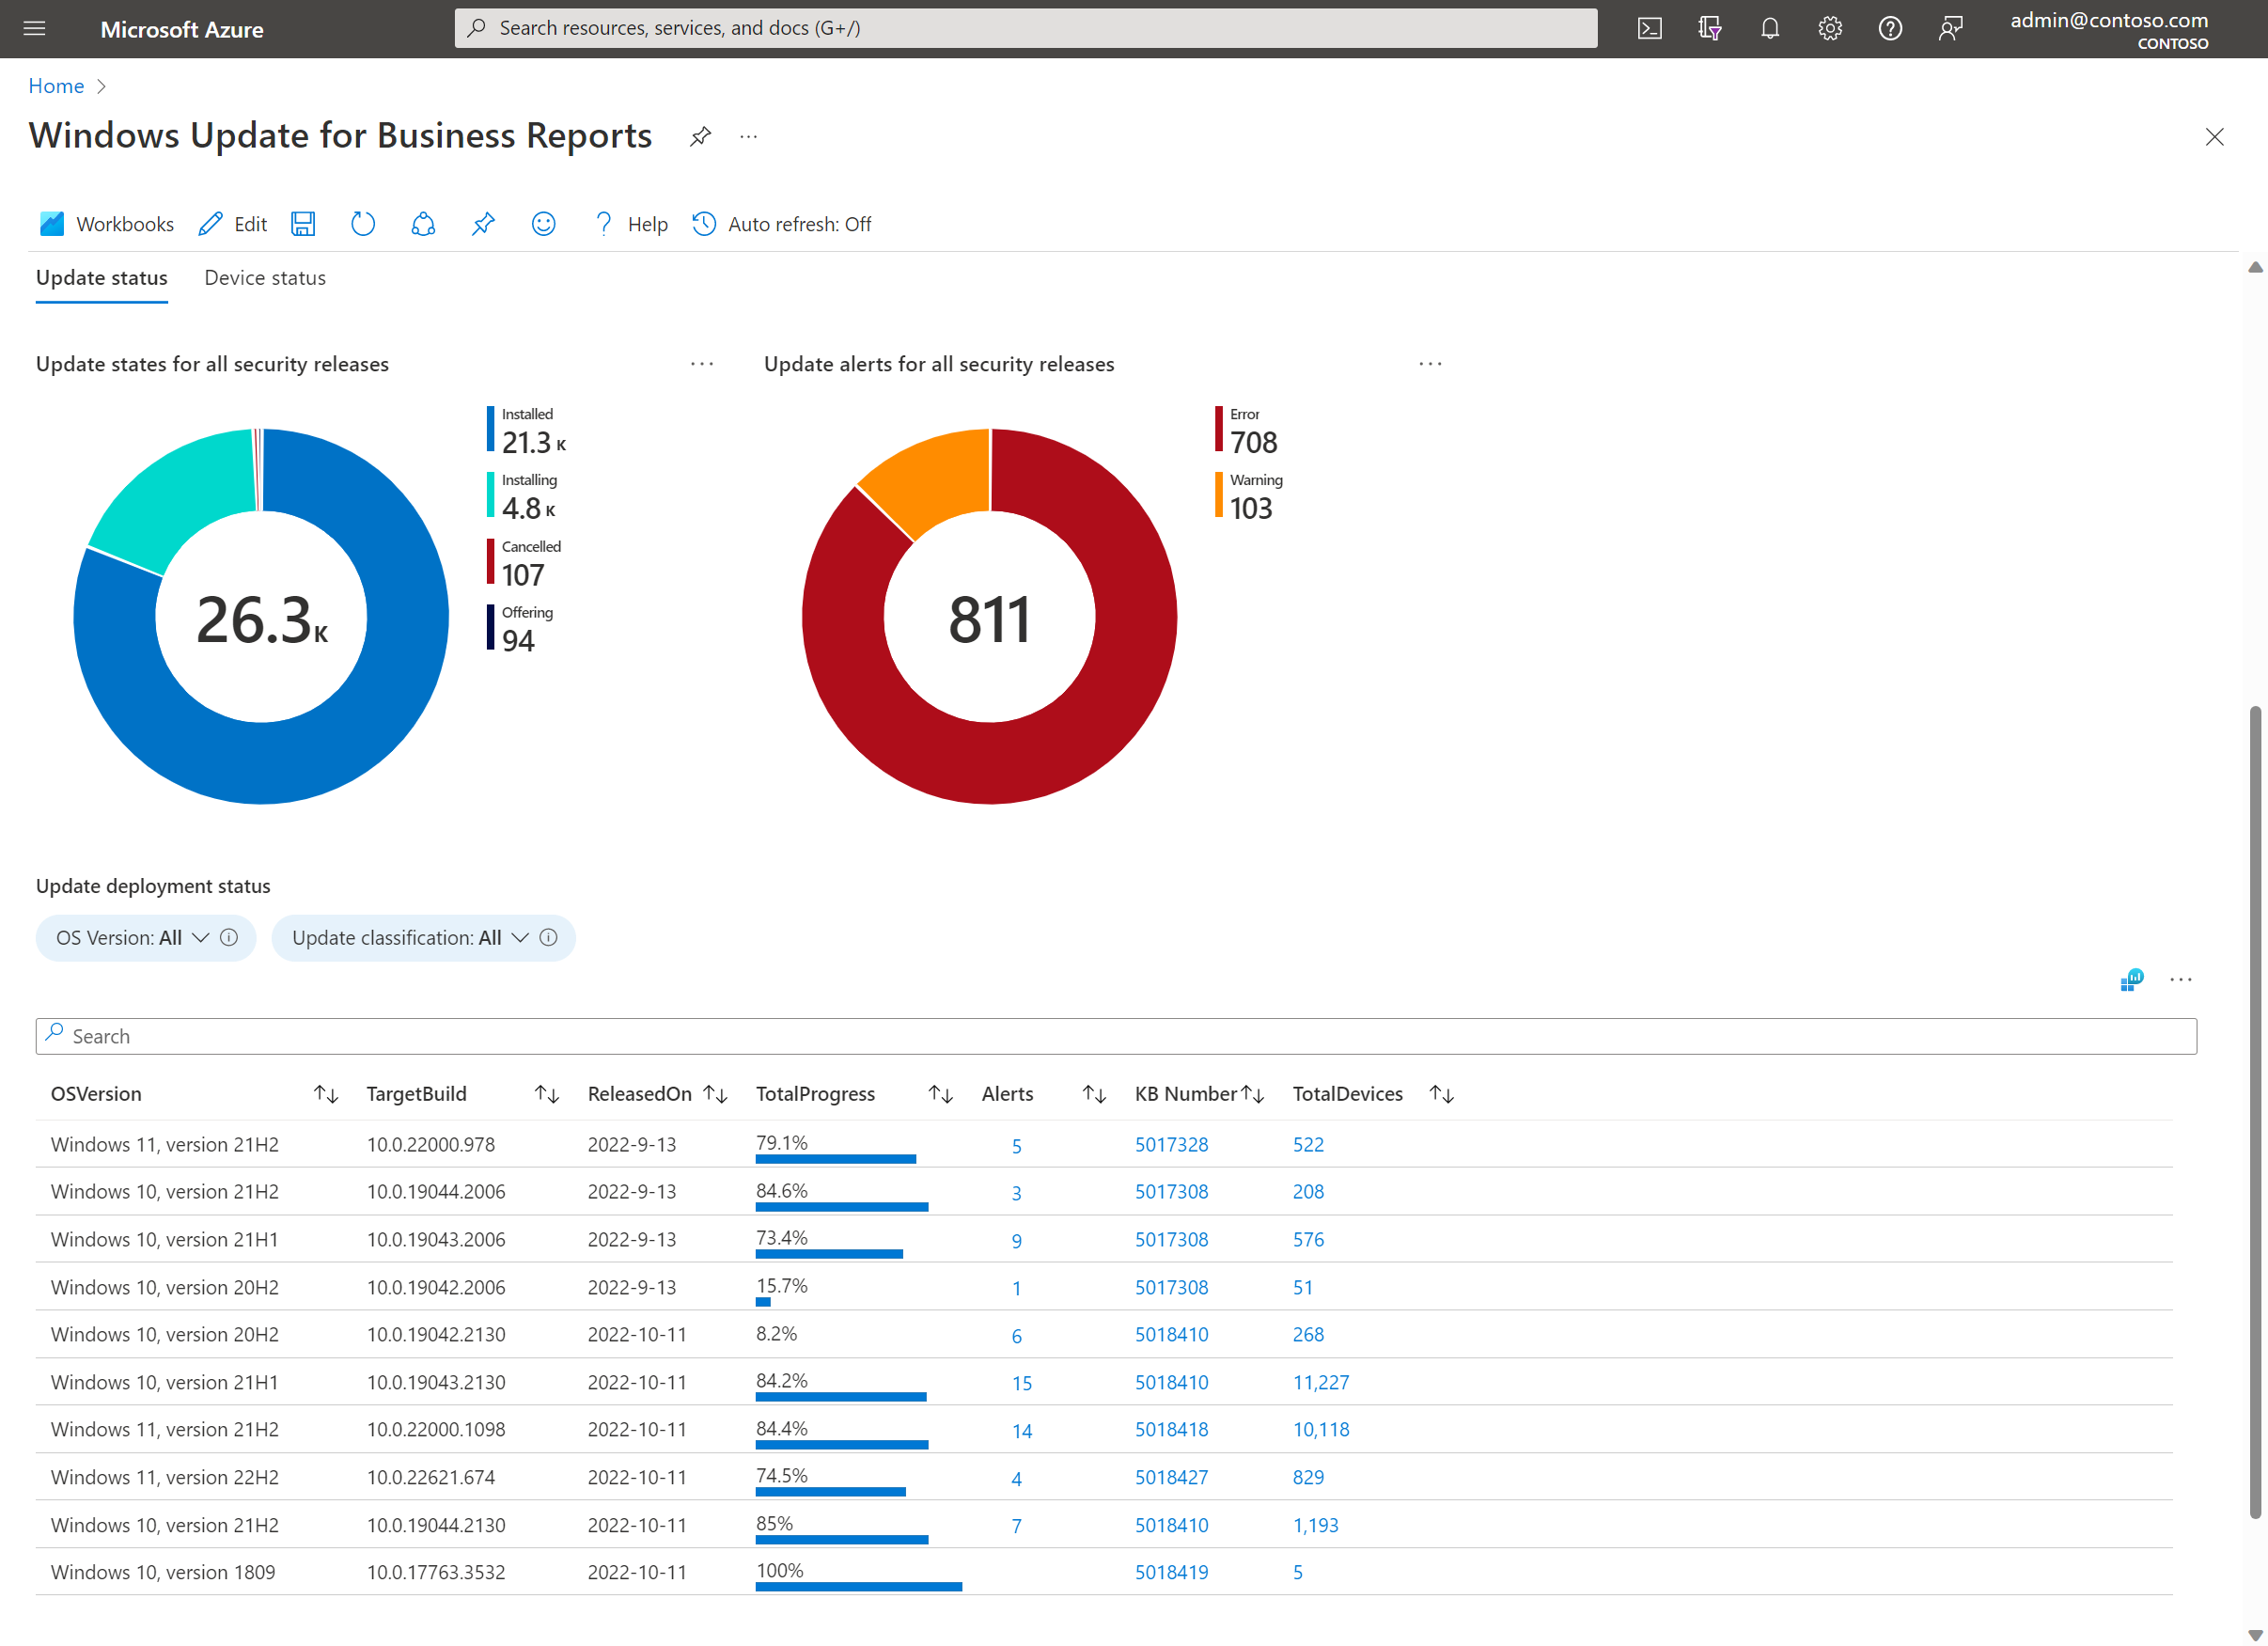 Microsoft Azure
Search resources, services, and docs (G+/)
admin@contoso.com
CONTOSO
Home
Windows Update for Business Reports
Workbooks Edit Help Auto refresh: Off
Update status Device status
Update states for all security releases
Installed
21.3 K
Installing
4.8 K
Cancelled
107
Offering
94
26.3K
Update alerts for all security releases
Error
708
Warning
103
811
Update deployment status
OS Version: All Update classification: All
Search
OSVersion TargetBuild ReleasedOn TotalProgress Alerts KB Number TotalDevices
Windows 11, version 21H2 10.0.22000.978 2022-9-13 79.1% 5 5017328 522
Windows 10, version 21H2 10.0.19044.2006 2022-9-13 84.6% 3 5017308 208
Windows 10, version 21H1 10.0.19043.2006 2022-9-13 73.4% 9 5017308 576
Windows 10, version 20H2 10.0.19042.2006 2022-9-13 15.7% 1 5017308 51
Windows 10, version 20H2 10.0.19042.2130 2022-10-11 8.2% 6 5018410 268
Windows 10, version 21H1 10.0.19043.2130 2022-10-11 84.2% 15 5018410 11,227
Windows 11, version 21H2 10.0.22000.1098 2022-10-11 84.4% 14 5018418 10,118
Windows 11, version 22H2 10.0.22621.674 2022-10-11 74.5% 4 5018427 829
Windows 10, version 21H2 10.0.19044.2130 2022-10-11 85% 7 5018410 1,193
Windows 10, version 1809 10.0.17763.3532 2022-10-11 100% 5018419 5